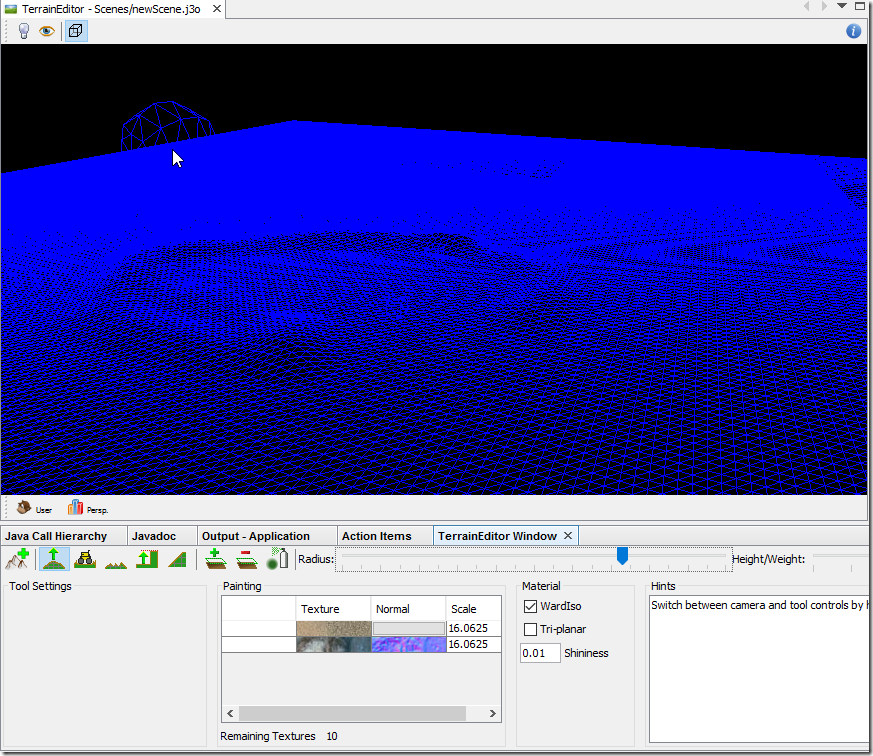 TerrainEditor - Scenes/newScene.j3o
User Persp.
Java Call Hierarchy Javadoc Output - Application Action Items TerrainEditor Window
Radius: Height/Weight:
Tool Settings Painting Material Hints
Texture Normal Scale
16.0625
16.0625
Remaining Textures 10
WardIso
Tri-planar
0.01 Shininess
Switch between camera and tool controls by